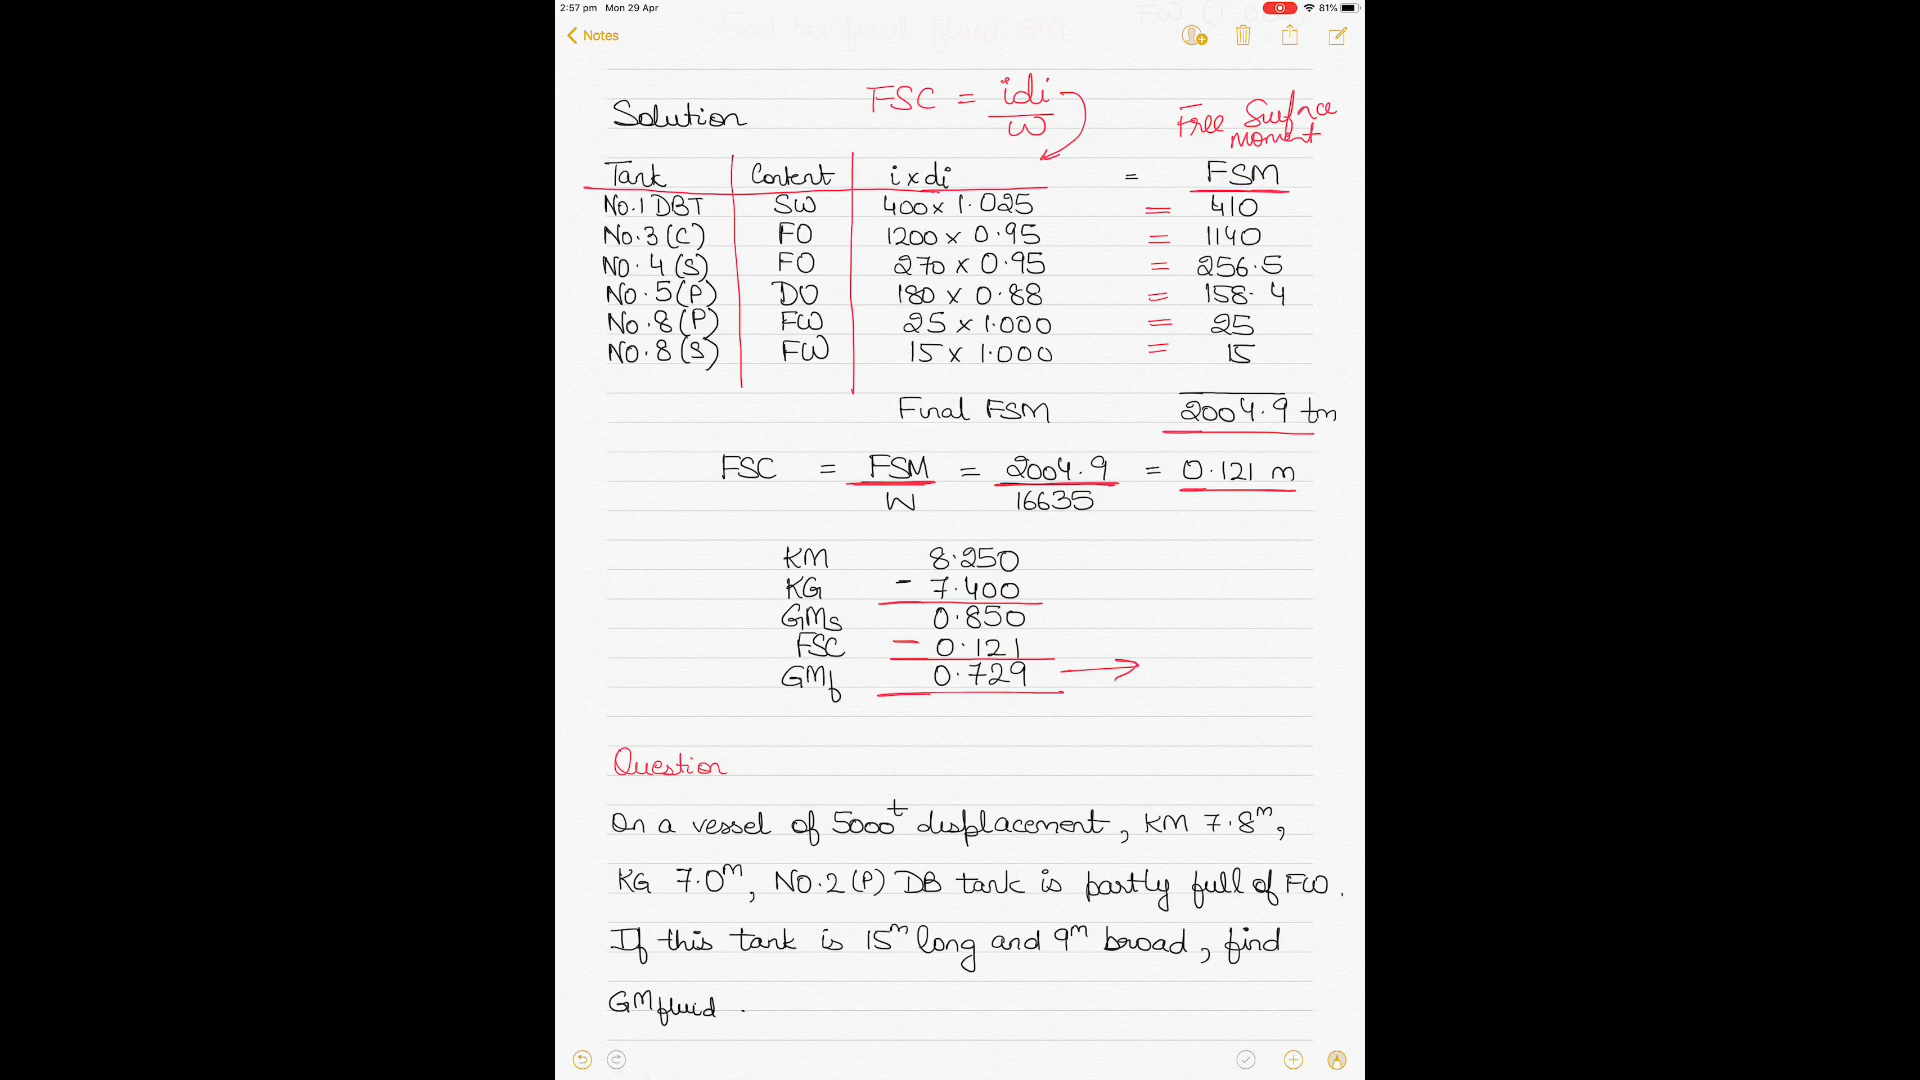 2:57 pm Mon 29 Apr 81%
Notes
FSC = idi
w
Solution
Free Surface
moment
Tank Content i x di = FSM
No.1 DBT SW 400 x 1.025 = 410
No.3 (C) FO 1200 x 0.95 = 1140
No.4 (S) FO 270 x 0.95 = 256.5
No.5 (P) DO 180 x 0.88 = 158.4
No.8 (P) FW 25 x 1.000 = 25
No.8 (S) FW 15 x 1.000 = 15
Final FSM 2004.9 tm
FSC = FSM = 2004.9 = 0.121 m
W 16635
KM 8.250
KG - 7.400
GMs 0.850
FSC - 0.121
GMf 0.729
Question
On a vessel of 5000t displacement, KM 7.8m,
KG 7.0m, NO.2 (P) DB tank is partly full of FW.
If this tank is 15m long and 9m broad, find
GM fluid.